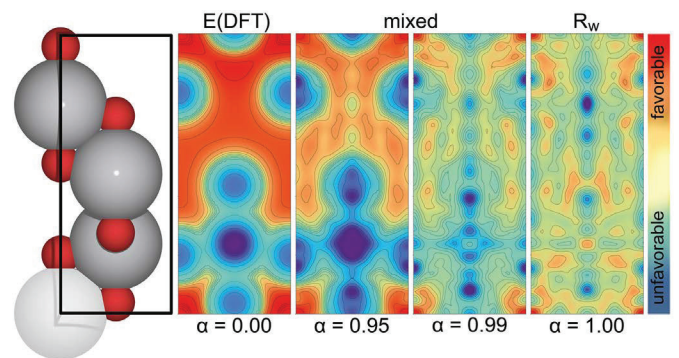 E(DFT) mixed R_w
favorable
unfavorable
α = 0.00 α = 0.95 α = 0.99 α = 1.00